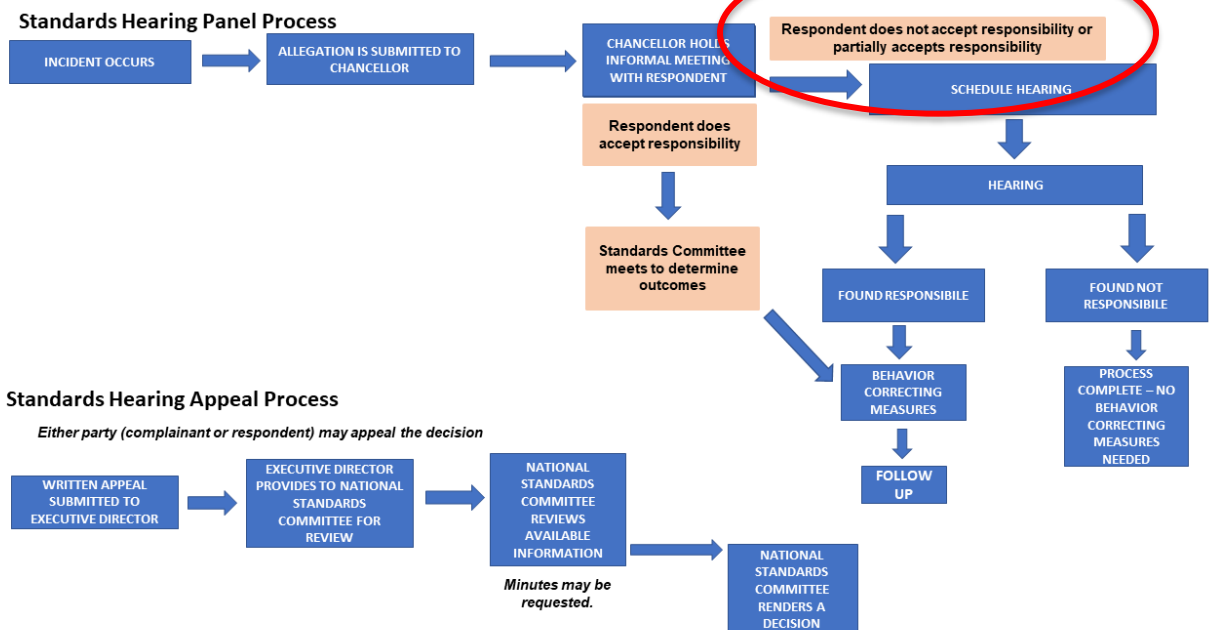 Standards Hearing Panel Process
INCIDENT OCCURS
ALLEGATION IS SUBMITTED TO
CHANCELLOR
CHANCELLOR HOLDS
INFORMAL MEETING
WITH RESPONDENT
Respondent does not accept responsibility or
partially accepts responsibility
SCHEDULE HEARING
Respondent does
accept responsibility
HEARING
Standards Committee
meets to determine
outcomes
FOUND RESPONSIBILE
FOUND NOT
RESPONSIBILE
BEHAVIOR
CORRECTING
MEASURES
PROCESS
COMPLETE – NO
BEHAVIOR
CORRECTING
MEASURES
NEEDED
FOLLOW
UP
Standards Hearing Appeal Process
Either party (complainant or respondent) may appeal the decision
WRITTEN APPEAL
SUBMITTED TO
EXECUTIVE DIRECTOR
EXECUTIVE DIRECTOR
PROVIDES TO NATIONAL
STANDARDS
COMMITTEE FOR
REVIEW
NATIONAL
STANDARDS
COMMITTEE
REVIEWS
AVAILABLE
INFORMATION
Minutes may be
requested.
NATIONAL
STANDARDS
COMMITTEE
RENDERS A
DECISION